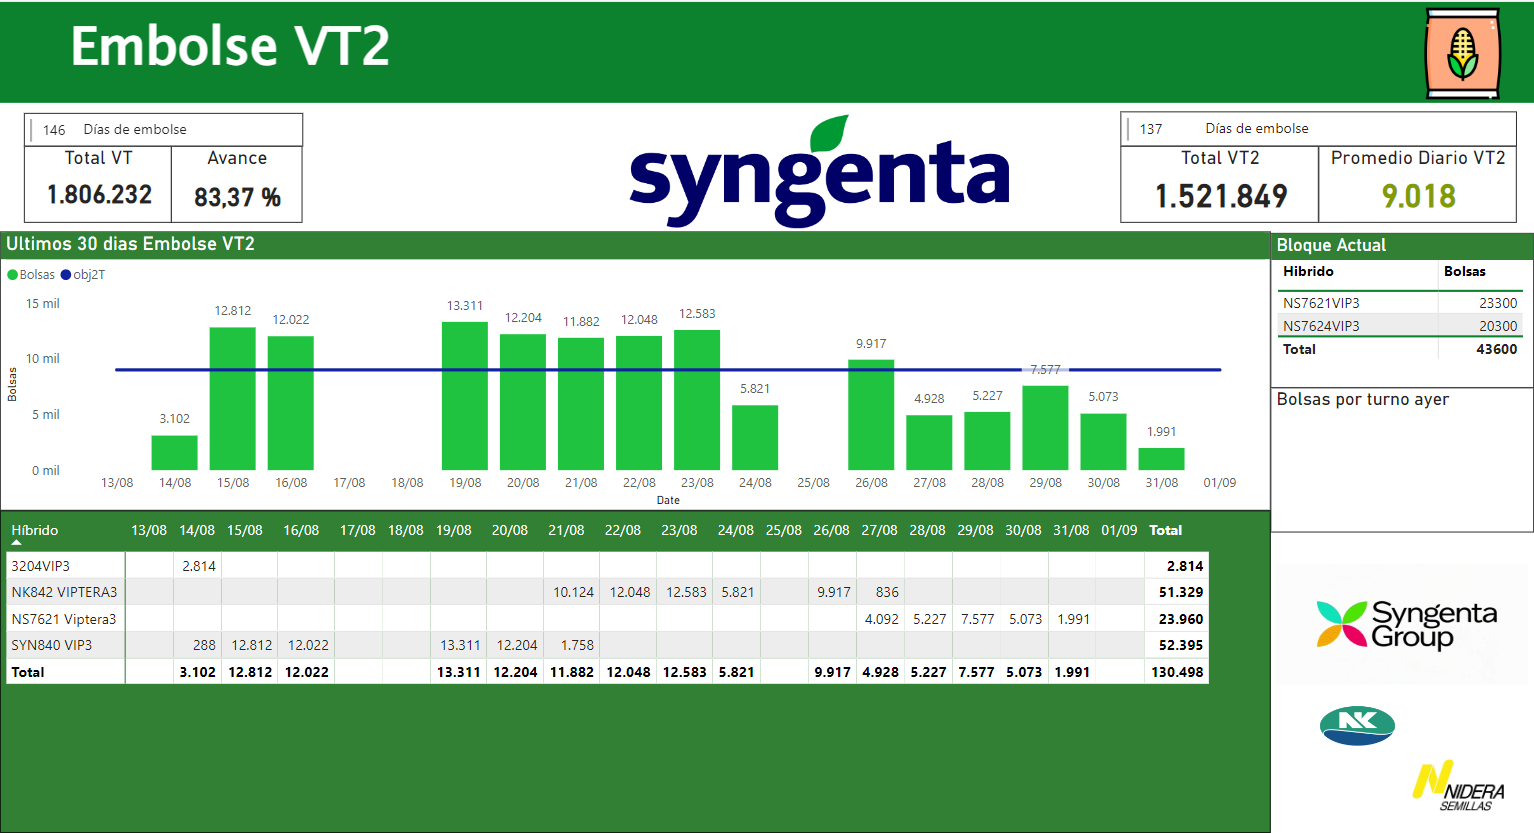 Embolse VT2
146 Días de embolse
Total VT Avance
1.806.232 83,37 %
syngenta
137 Días de embolse
Total VT2 Promedio Diario VT2
1.521.849 9.018
Ultimos 30 dias Embolse VT2
Bolsas obj2T
Bolsas
15 mil
10 mil
5 mil
0 mil
3.102 12.812 12.022 13.311 12.204 11.882 12.048 12.583 5.821 9.917 4.928 5.227 7.577 5.073 1.991
13/08 14/08 15/08 16/08 17/08 18/08 19/08 20/08 21/08 22/08 23/08 24/08 25/08 26/08 27/08 28/08 29/08 30/08 31/08 01/09
Date
Bloque Actual
Hibrido Bolsas
NS7621VIP3 23300
NS7624VIP3 20300
Total 43600
Bolsas por turno ayer
Híbrido 13/08 14/08 15/08 16/08 17/08 18/08 19/08 20/08 21/08 22/08 23/08 24/08 25/08 26/08 27/08 28/08 29/08 30/08 31/08 01/09 Total
3204VIP3 2.814 2.814
NK842 VIPTERA3 10.124 12.048 12.583 5.821 9.917 836 51.329
NS7621 Viptera3 4.092 5.227 7.577 5.073 1.991 23.960
SYN840 VIP3 288 12.812 12.022 13.311 12.204 1.758 52.395
Total 3.102 12.812 12.022 13.311 12.204 11.882 12.048 12.583 5.821 9.917 4.928 5.227 7.577 5.073 1.991 130.498
Syngenta
Group
NK
NIDERA
SEMILLAS